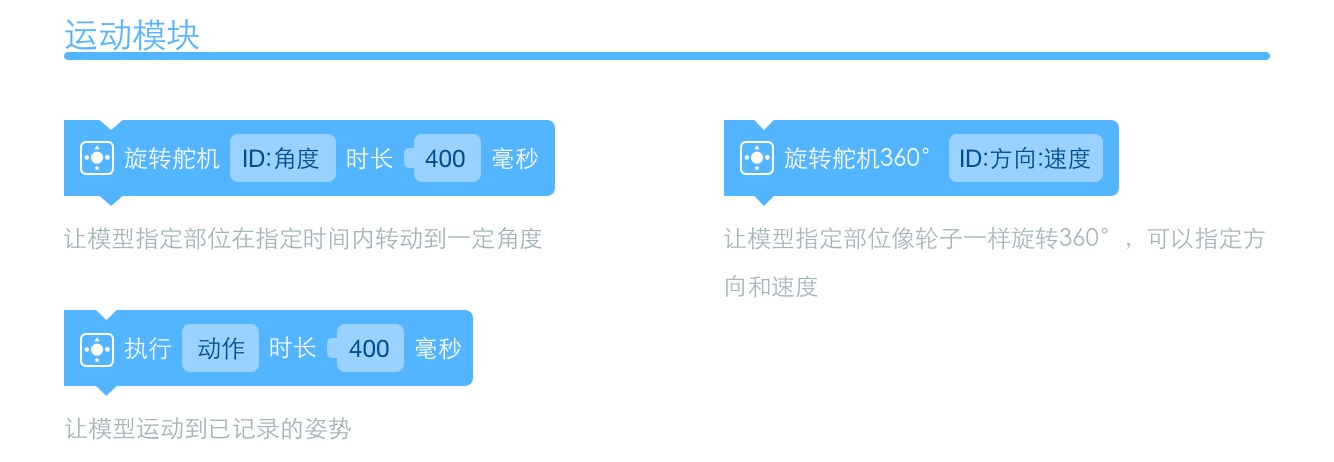 运动模块
旋转舵机 ID:角度 时长 400 毫秒
让模型指定部位在指定时间内转动到一定角度
旋转舵机360° ID:方向:速度
让模型指定部位像轮子一样旋转360°，可以指定方
向和速度
执行 动作 时长 400 毫秒
让模型运动到已记录的姿势